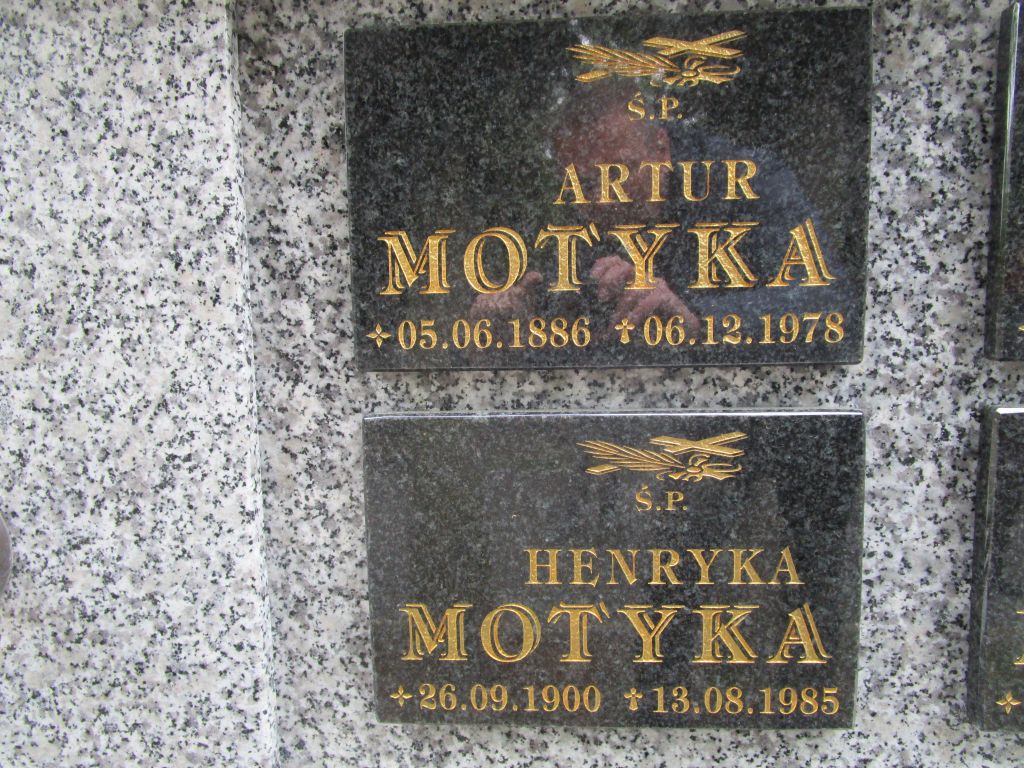 Ś.P.
ARTUR
MOTYKA
✧05.06.1886 ✝06.12.1978
Ś.P.
HENRYKA
MOTYKA
✧26.09.1900 ✝13.08.1985